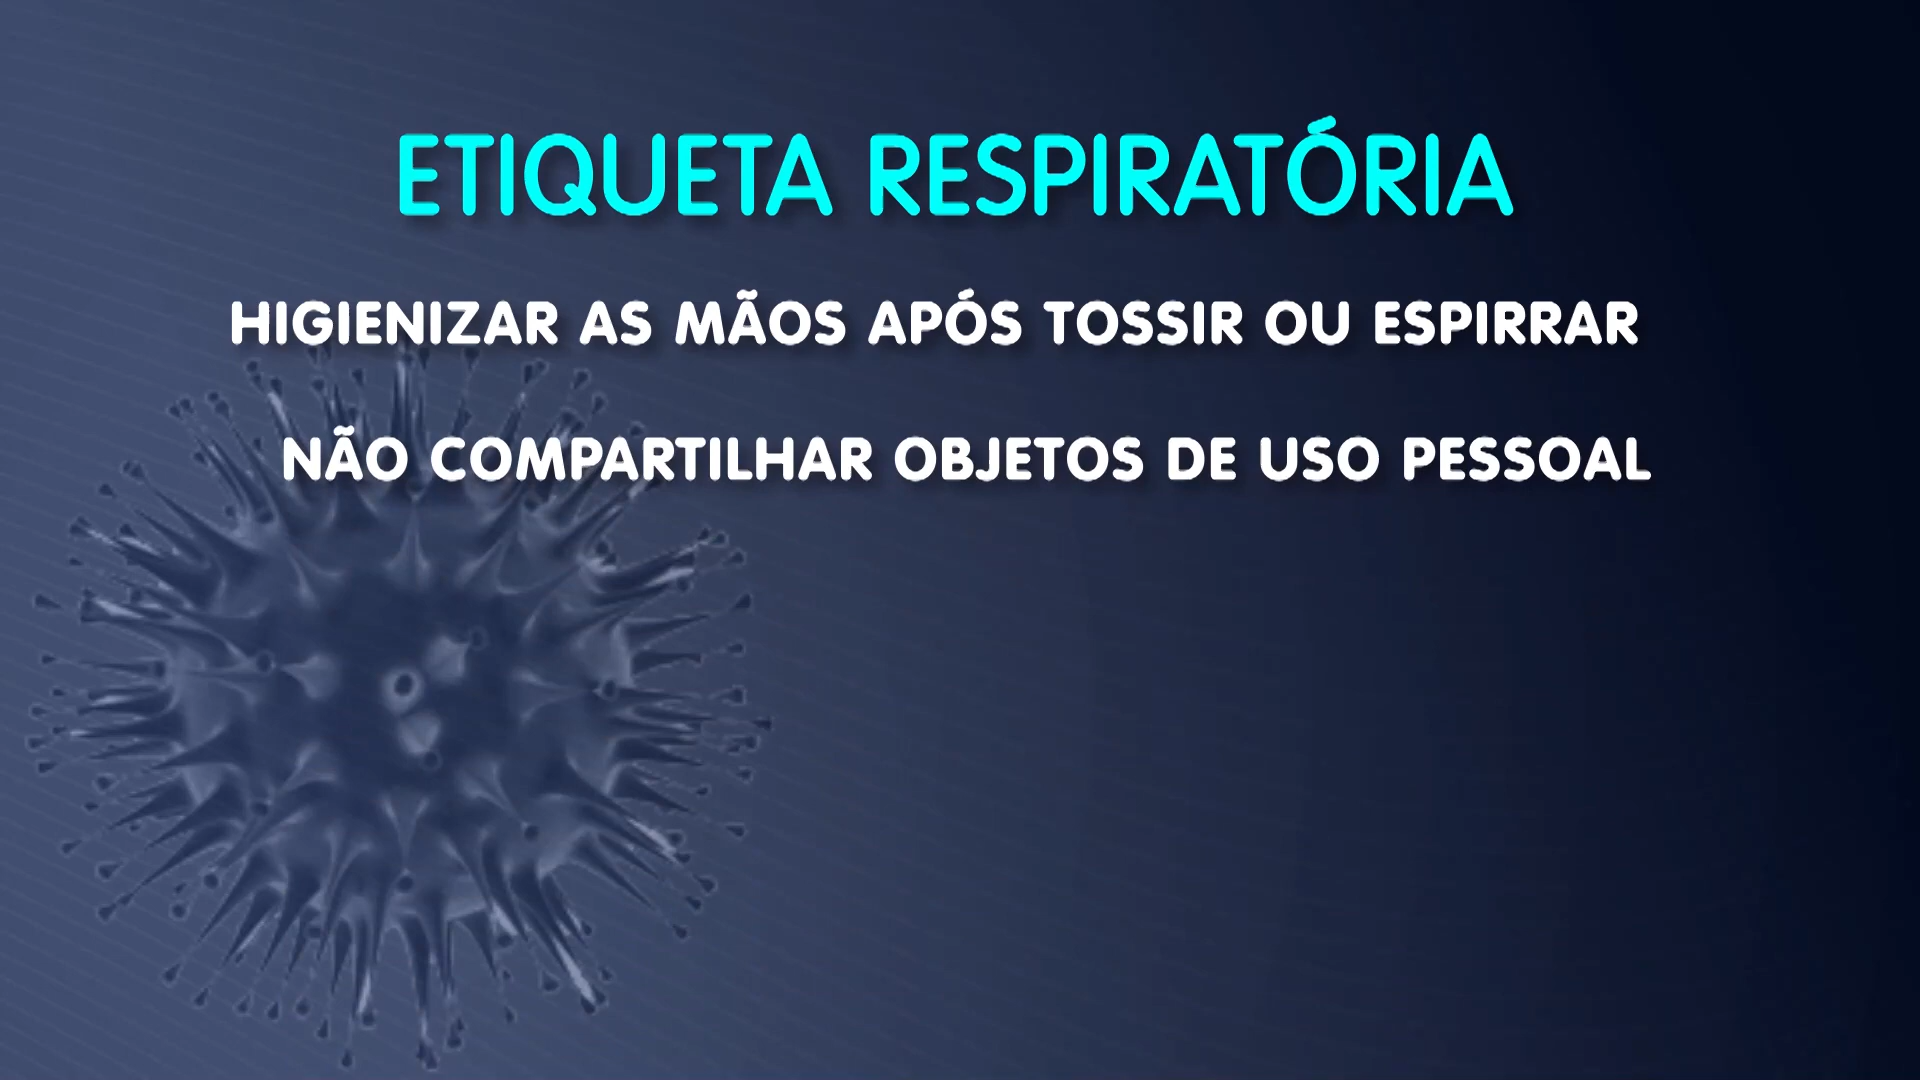 ETIQUETA RESPIRATÓRIA
HIGIENIZAR AS MÃOS APÓS TOSSIR OU ESPIRRAR
NÃO COMPARTILHAR OBJETOS DE USO PESSOAL